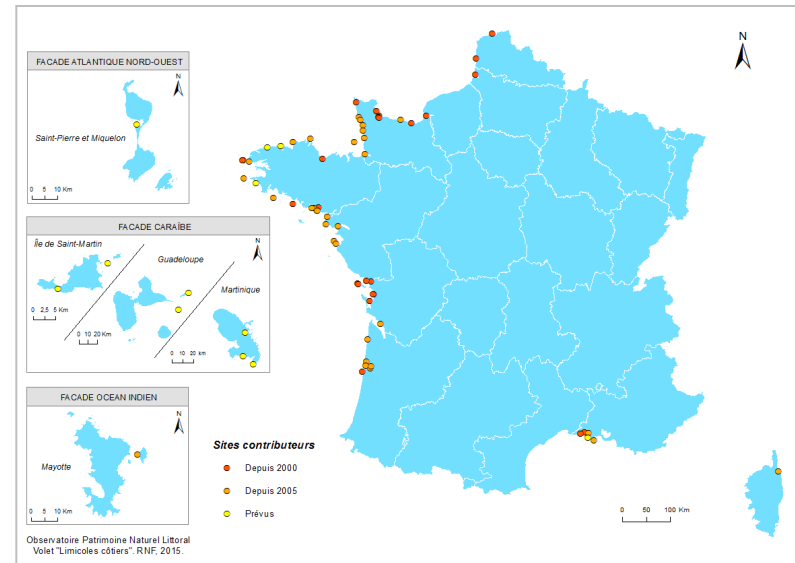 FACADE ATLANTIQUE NORD-OUEST
N
Saint-Pierre et Miquelon
0 5 10 Km
FACADE CARAÏBE
Île de Saint-Martin
N
Guadeloupe
Martinique
0 2,5 5 Km
0 10 20 Km
0 10 20 km
FACADE OCEAN INDIEN
N
Mayotte
0 5 10 Km
Observatoire Patrimoine Naturel Littoral
Volet "Limicoles côtiers". RNF, 2015.
N
Sites contributeurs
Depuis 2000
Depuis 2005
Prévus
0 50 100 Km